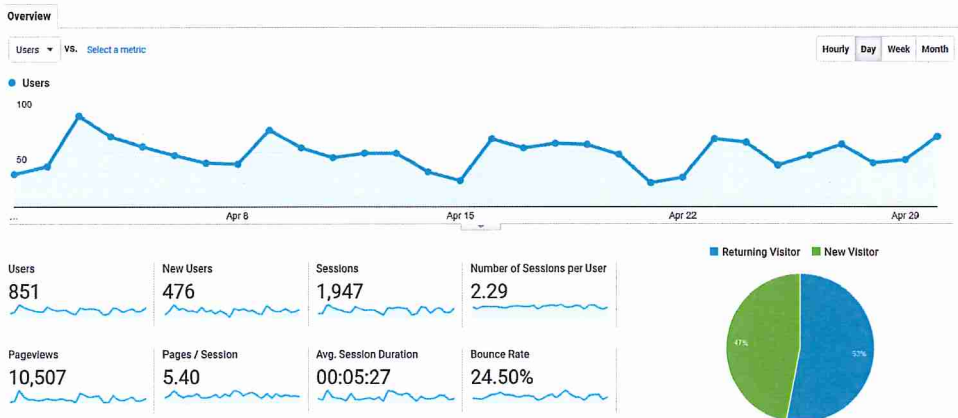 Overview
Users VS. Select a metric
Hourly Day Week Month
Users
100
50
...
Apr 8
Apr 15
Apr 22
Apr 29
Returning Visitor New Visitor
Users
851
New Users
476
Sessions
1,947
Number of Sessions per User
2.29
47%
53%
Pageviews
10,507
Pages / Session
5.40
Avg. Session Duration
00:05:27
Bounce Rate
24.50%